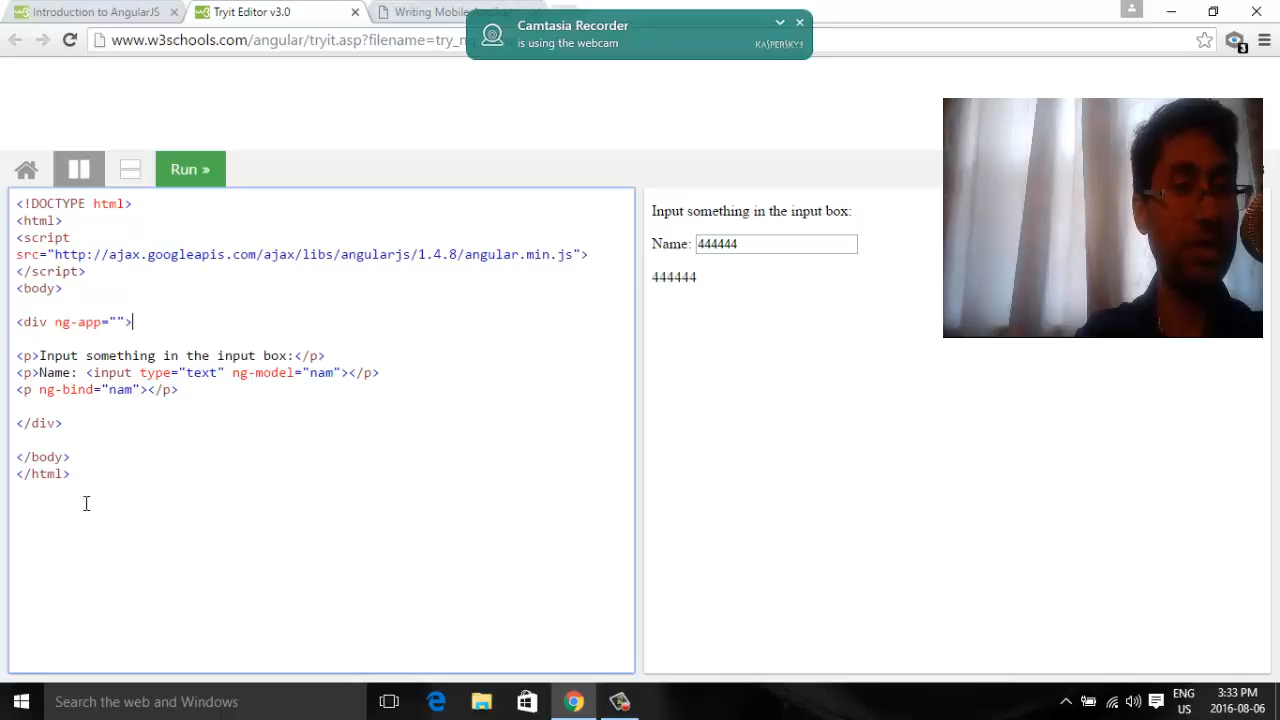 Introduction to AngularJS
Tryit Editor v3.0
Writing Mobile
Camtasia Recorder
is using the webcam
KASPERSKY
www.w3schools.com/angular/tryit.asp?filename=try_ng
3
Run »
<!DOCTYPE html>
<html>
<script
src="http://ajax.googleapis.com/ajax/libs/angularjs/1.4.8/angular.min.js">
</script>
<body>
<div ng-app="">
<p>Input something in the input box:</p>
<p>Name: <input type="text" ng-model="nam"></p>
<p ng-bind="nam"></p>
</div>
</body>
</html>
Input something in the input box:
Name: 444444
444444
Search the web and Windows
ENG
US
3:33 PM
2016-08-06